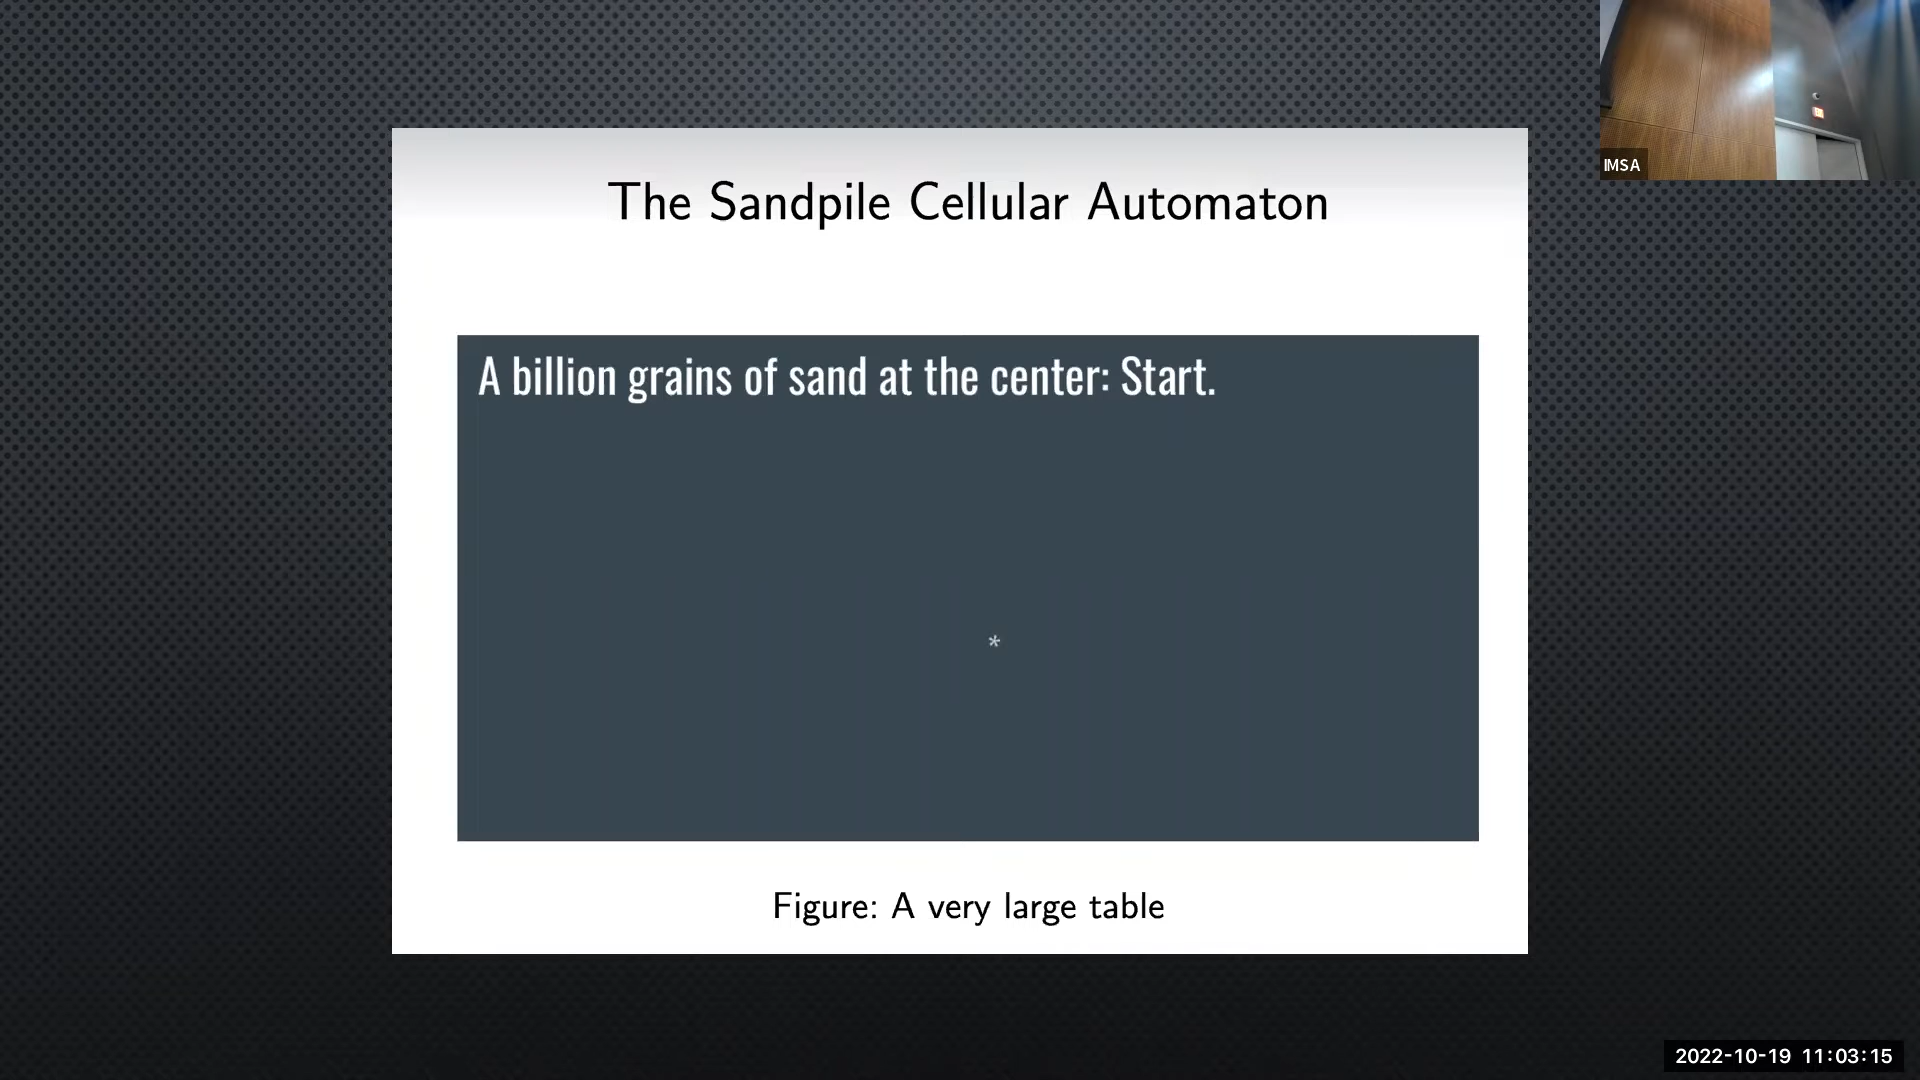 IMSA
The Sandpile Cellular Automaton
A billion grains of sand at the center: Start.
*
Figure: A very large table
2022-10-19 11:03:15